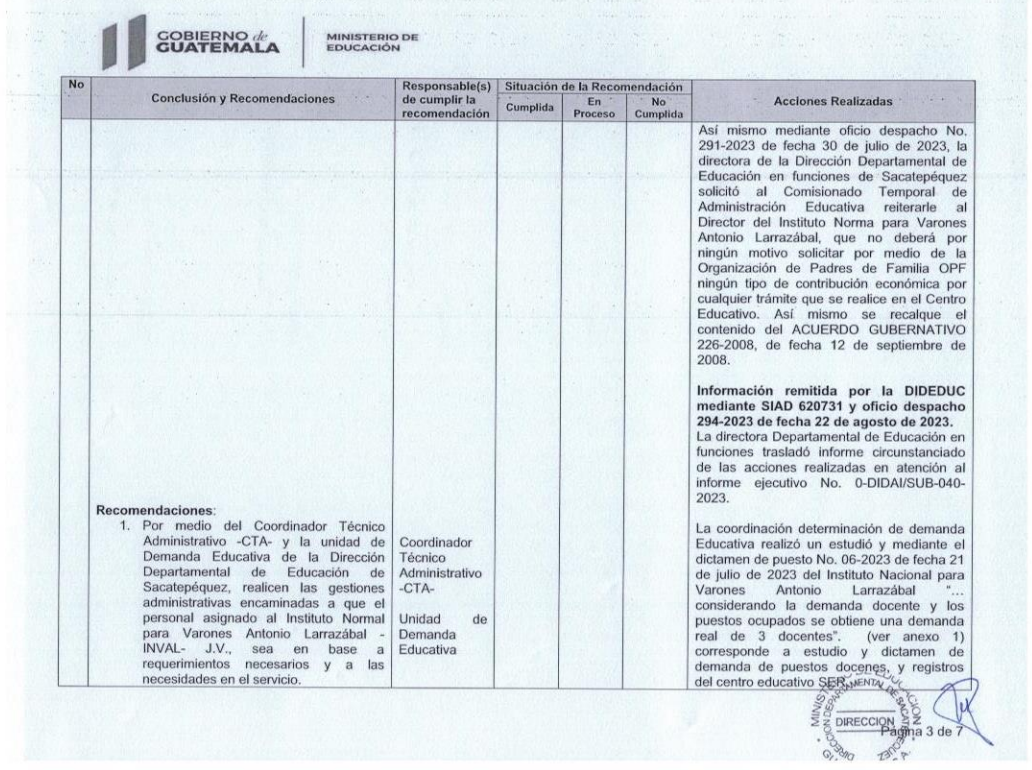 GOBIERNO de
GUATEMALA
MINISTERIO DE
EDUCACIÓN
No
Conclusión y Recomendaciones
Responsable(s)
de cumplir la
recomendación
Situación de la Recomendación
Cumplida
En
Proceso
No
Cumplida
Acciones Realizadas
Así mismo mediante oficio despacho No.
291-2023 de fecha 30 de julio de 2023, la
directora de la Dirección Departamental de
Educación en funciones de Sacatepéquez
solicitó al Comisionado Temporal de
Administración Educativa reiterarle al
Director del Instituto Norma para Varones
Antonio Larrazábal, que no deberá por
ningún motivo solicitar por medio de la
Organización de Padres de Familia OPF
ningún tipo de contribución económica por
cualquier trámite que se realice en el Centro
Educativo. Así mismo se recalque el
contenido del ACUERDO GUBERNATIVO
226-2008, de fecha 12 de septiembre de
2008.
Información remitida por la DIDEDUC
mediante SIAD 620731 y oficio despacho
294-2023 de fecha 22 de agosto de 2023.
La directora Departamental de Educación en
funciones trasladó informe circunstanciado
de las acciones realizadas en atención al
informe ejecutivo No. 0-DIDAI/SUB-040-
2023.
Recomendaciones:
1. Por medio del Coordinador Técnico
Administrativo -CTA- y la unidad de
Demanda Educativa de la Dirección
Departamental de Educación de
Sacatepéquez, realicen las gestiones
administrativas encaminadas a que el
personal asignado al Instituto Normal
para Varones Antonio Larrazábal -
INVAL- J.V., sea en base a
requerimientos necesarios y a las
necesidades en el servicio.
Coordinador
Técnico
Administrativo
-CTA-
Unidad de
Demanda
Educativa
La coordinación determinación de demanda
Educativa realizó un estudió y mediante el
dictamen de puesto No. 06-2023 de fecha 21
de julio de 2023 del Instituto Nacional para
Varones Antonio Larrazábal "...
considerando la demanda docente y los
puestos ocupados se obtiene una demanda
real de 3 docentes". (ver anexo 1)
corresponde a estudio y dictamen de
demanda de puestos docenes, y registros
del centro educativo SER.
DIRECCION
Página 3 de 7